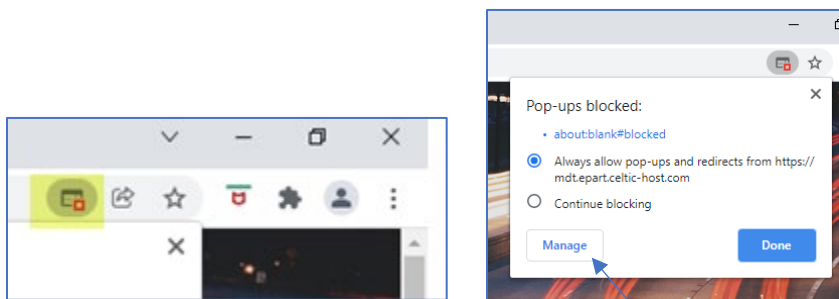 Pop-ups blocked:
• about:blank#blocked
Always allow pop-ups and redirects from https://
mdt.epart.celtic-host.com
Continue blocking
Manage
Done